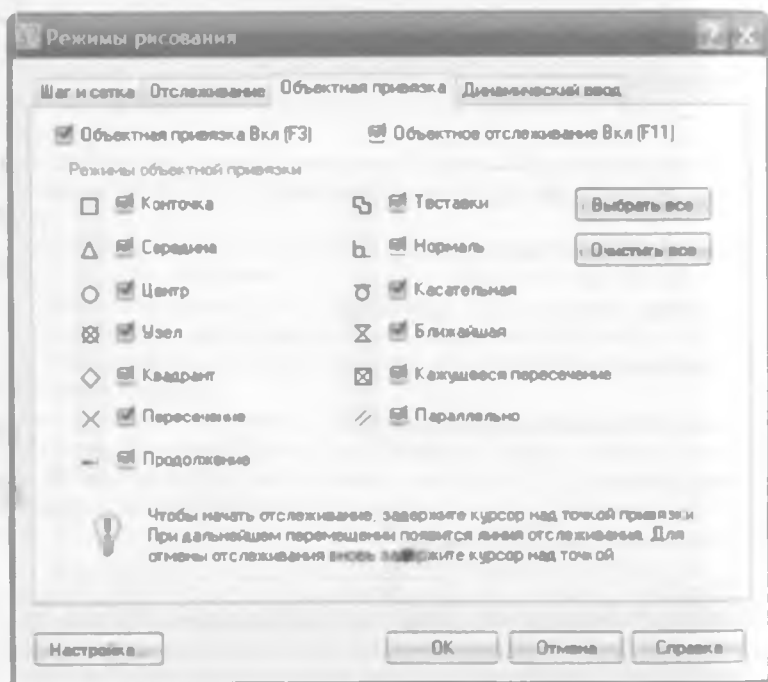 Режимы рисования
Шаг и сетка Отслеживание Объектная привязка Динамический ввод
Объектная привязка Вкл (F3) Объектное отслеживание Вкл (F11)
Режимы объектной привязки
Конточка Теставки Выбрать все
Середина Нормаль Очистить все
Центр Касательная
Узел Ближайшая
Квадрант Кажущееся пересечение
Пересечение Параллельно
Продолжение
Чтобы начать отслеживание, задержите курсор над точкой привязки
При дальнейшем перемещении появится линия отслеживания. Для
отмены отслеживания вновь задержите курсор над точкой
Настройка ОК Отмена Справка